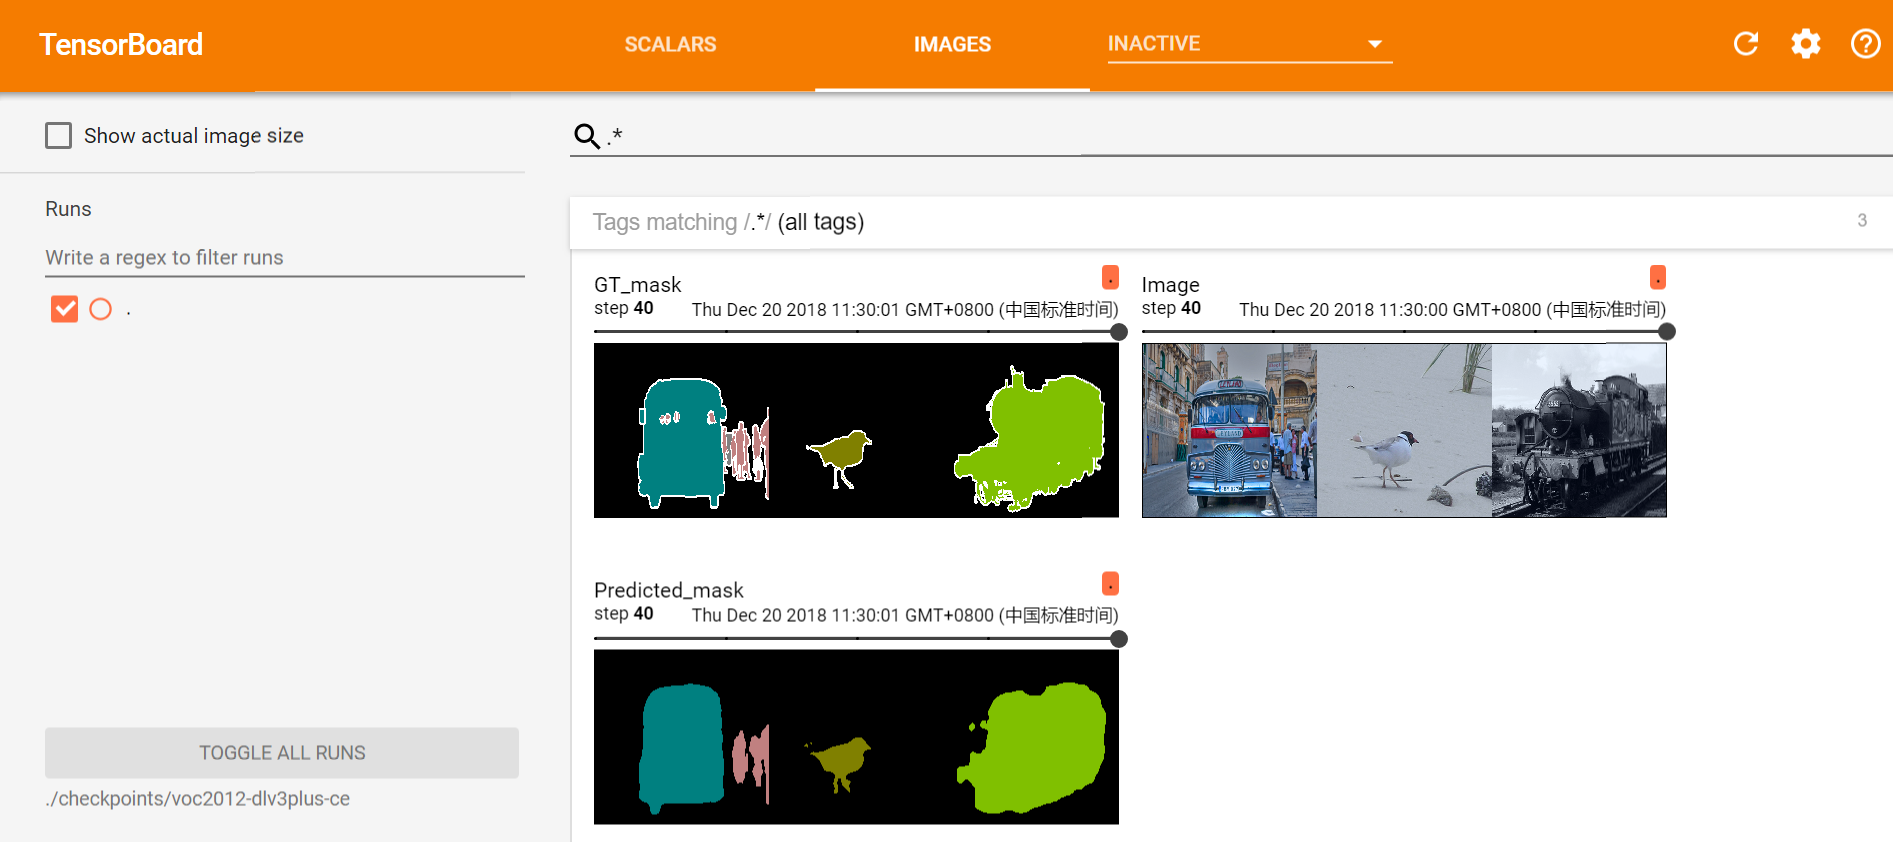 TensorBoard
SCALARS
IMAGES
INACTIVE
Show actual image size
.*
Runs
Write a regex to filter runs
.
Tags matching /.*/ (all tags)
3
GT_mask
.
step 40
Thu Dec 20 2018 11:30:01 GMT+0800 (中国标准时间)
Image
.
step 40
Thu Dec 20 2018 11:30:00 GMT+0800 (中国标准时间)
Predicted_mask
.
step 40
Thu Dec 20 2018 11:30:01 GMT+0800 (中国标准时间)
TOGGLE ALL RUNS
./checkpoints/voc2012-dlv3plus-ce